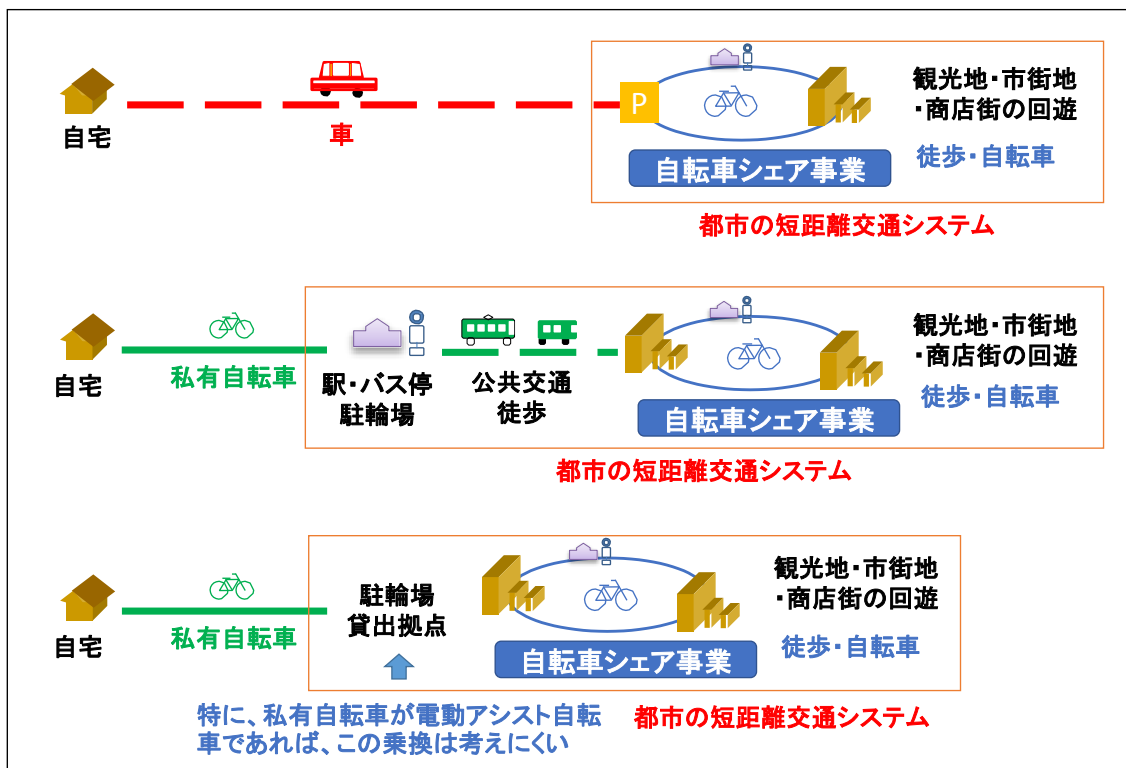 自宅
車
P
自転車シェア事業
観光地・市街地
・商店街の回遊
徒歩・自転車
都市の短距離交通システム
自宅
私有自転車
駅・バス停
駐輪場
公共交通
徒歩
自転車シェア事業
観光地・市街地
・商店街の回遊
徒歩・自転車
都市の短距離交通システム
自宅
私有自転車
駐輪場
貸出拠点
自転車シェア事業
観光地・市街地
・商店街の回遊
徒歩・自転車
特に、私有自転車が電動アシスト自転
車であれば、この乗換は考えにくい
都市の短距離交通システム